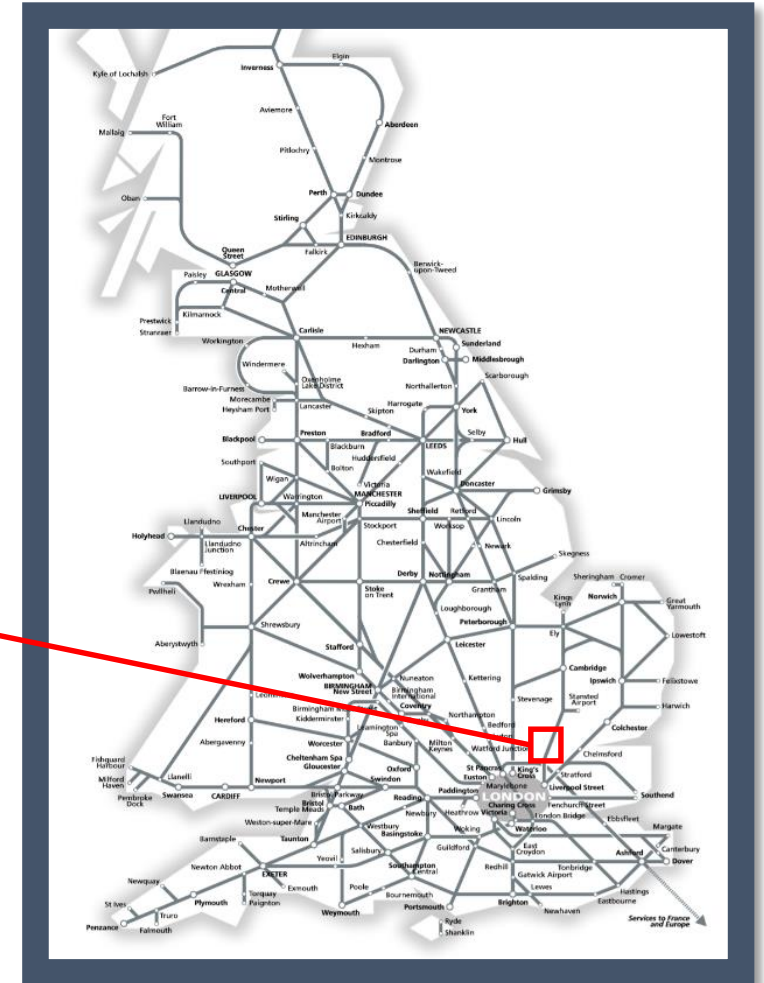 Elgin
Inverness
Kyle of Lochalsh
Aviemore
Fort
William
Mallaig
Aberdeen
Pitlochry
Montrose
Perth
Dundee
Oban
Kirkcaldy
Stirling
EDINBURGH
Queen
Street
Falkirk
Berwick-
upon-Tweed
Paisley
GLASGOW
Central
Motherwell
Kilmarnock
Prestwick
Stranraer
Carlisle
NEWCASTLE
Workington
Hexham
Sunderland
Durham
Darlington
Middlesbrough
Windermere
Scarborough
Oxenholme
Lake District
Barrow-in-Furness
Northallerton
Morecambe
Heysham Port
Lancaster
Harrogate
York
Skipton
Preston
Bradford
Selby
Blackpool
Blackburn
LEEDS
Hull
Huddersfield
Southport
Bolton
Wakefield
Wigan
Victoria
Doncaster
MANCHESTER
Piccadilly
Grimsby
LIVERPOOL
Warrington
Sheffield
Retford
Manchester
Airport
Llandudno
Stockport
Worksop
Lincoln
Chester
Holyhead
Llandudno
Junction
Altrincham
Chesterfield
Newark
Skegness
Blaenau Ffestiniog
Derby
Nottingham
Spalding
Sheringham
Cromer
Pwllheli
Wrexham
Crewe
Stoke
on Trent
Grantham
Kings
Lynn
Norwich
Great
Yarmouth
Loughborough
Shrewsbury
Peterborough
Ely
Lowestoft
Aberystwyth
Stafford
Leicester
Cambridge
Wolverhampton
Nuneaton
Kettering
Ipswich
Felixstowe
BIRMINGHAM
New Street
Birmingham
International
Stevenage
Stansted
Airport
Coventry
Harwich
Kidderminster
Northampton
Hereford
Leamington
Spa
Bedford
Colchester
Worcester
Banbury
Milton
Keynes
Watford Junction
Abergavenny
Chelmsford
Cheltenham Spa
Gloucester
Oxford
St Pancras
King's
Cross
Fishguard
Harbour
Euston
Stratford
Milford
Haven
Llanelli
Newport
Swindon
Marylebone
Liverpool Street
Pembroke
Dock
Swansea
CARDIFF
Bristol Parkway
Reading
Paddington
LONDON
Southend
Bristol
Temple Meads
Bath
Newbury
Heathrow
Victoria
Charing Cross
Fenchurch Street
London Bridge
Ebbsfleet
Weston-super-Mare
Westbury
Basingstoke
Woking
Waterloo
Margate
Barnstaple
Taunton
Salisbury
Guildford
East
Croydon
Canterbury
Newton Abbot
Yeovil
Southampton
Central
Redhill
Gatwick Airport
Tonbridge
Ashford
Dover
EXETER
Newquay
Exmouth
Poole
Lewes
Hastings
Torquay
Paignton
Bournemouth
St Ives
Plymouth
Portsmouth
Brighton
Newhaven
Eastbourne
Truro
Weymouth
Ryde
Services to France
and Europe
Penzance
Falmouth
Shanklin